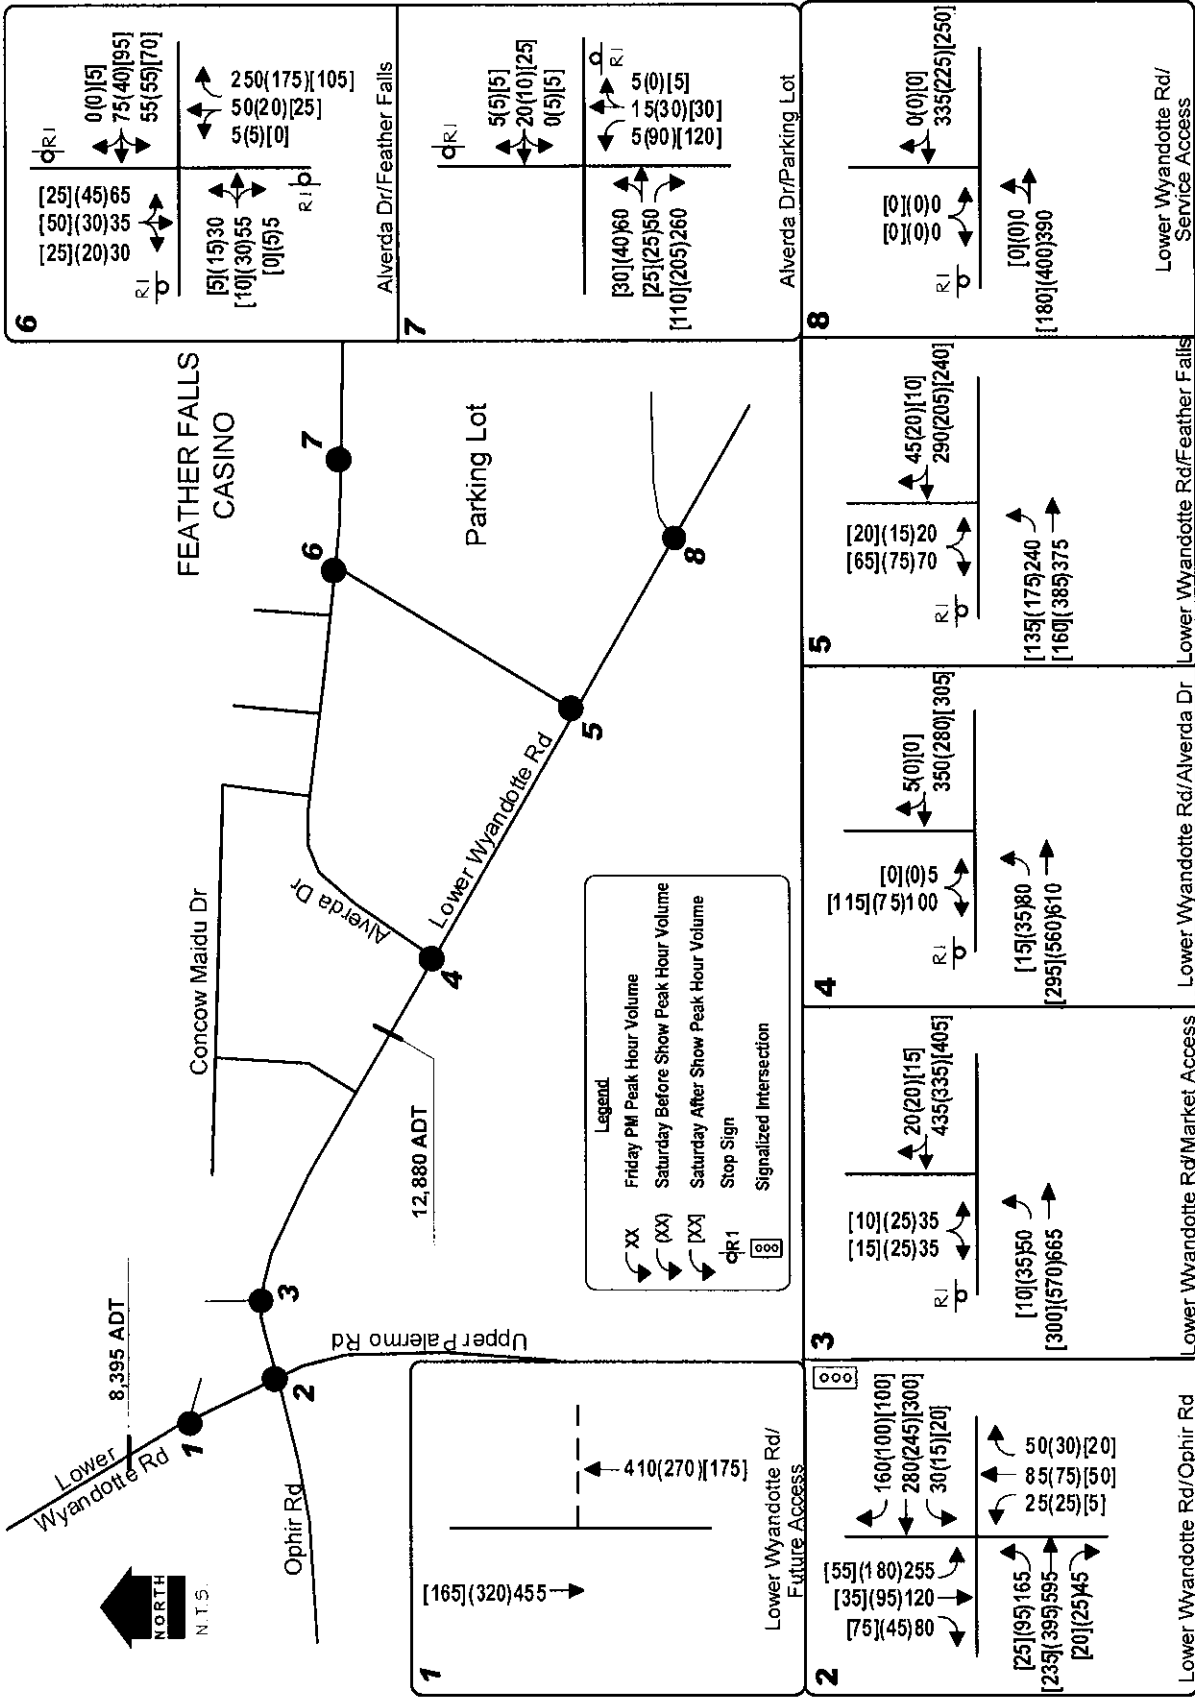 NORTH
N.T.S.
Lower
Wyandotte Rd
8,395 ADT
12,880 ADT
Concow Maidu Dr
Alverda Dr
Lower Wyandotte Rd
Ophir Rd
Upper Palermo Rd
FEATHER FALLS
CASINO
Parking Lot
1
2
3
4
5
6
7
8
Legend
XX Friday PM Peak Hour Volume
(XX) Saturday Before Show Peak Hour Volume
[XX] Saturday After Show Peak Hour Volume
R1 Stop Sign
Signalized Intersection
1
[165](320)455
410(270)[175]
Lower Wyandotte Rd/
Future Access
2
[55](180)255
[35](95)120
[75](45)80
160(100)[100]
280(245)[300]
30(15)[20]
[25](95)165
[235](395)595
[20](25)45
50(30)[20]
85(75)[50]
25(25)[5]
Lower Wyandotte Rd/Ophir Rd
3
[10](25)35
[15](25)35
R1
20(20)[15]
435(335)[405]
[10](35)50
[300](570)665
Lower Wyandotte Rd/Market Access
4
[0](0)5
[115](75)100
R1
5(0)[0]
350(280)[305]
[15](35)80
[295](560)610
Lower Wyandotte Rd/Alverda Dr
5
[20](15)20
[65](75)70
R1
45(20)[10]
290(205)[240]
[135](175)240
[160](385)375
Lower Wyandotte Rd/Feather Falls
6
[25](45)65
[50](30)35
[25](20)30
R1
R1
0(0)[5]
75(40)[95]
55(55)[70]
[5](15)30
[10](30)55
[0](5)5
R1
250(175)[105]
50(20)[25]
5(5)[0]
Alverda Dr/Feather Falls
7
R1
5(5)[5]
20(10)[25]
0(5)[5]
[30](40)60
[25](25)50
[110](205)260
R1
5(0)[5]
15(30)[30]
5(90)[120]
Alverda Dr/Parking Lot
8
[0](0)0
[0](0)0
R1
0(0)[0]
335(225)[250]
[0](0)0
[180](400)390
Lower Wyandotte Rd/
Service Access